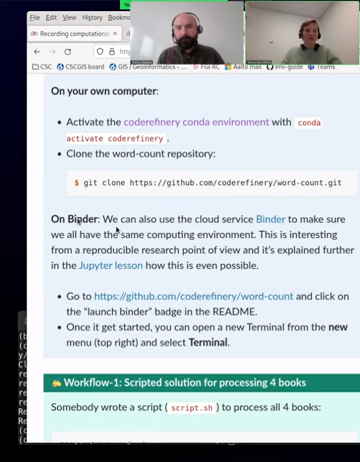 File Edit View History Bookma
Recording computational
CSC CSCGIS board GIS / Geoinformatics ... FGI RC Aalto mail env-guide Teams
On your own computer:
• Activate the coderefinery conda environment with conda
activate coderefinery .
• Clone the word-count repository:
$ git clone https://github.com/coderefinery/word-count.git
On Binder: We can also use the cloud service Binder to make sure
we all have the same computing environment. This is interesting
from a reproducible research point of view and it's explained further
in the Jupyter lesson how this is even possible.
• Go to https://github.com/coderefinery/word-count and click on
the "launch binder" badge in the README.
• Once it get started, you can open a new Terminal from the new
menu (top right) and select Terminal.
Workflow-1: Scripted solution for processing 4 books
Somebody wrote a script ( script.sh ) to process all 4 books: